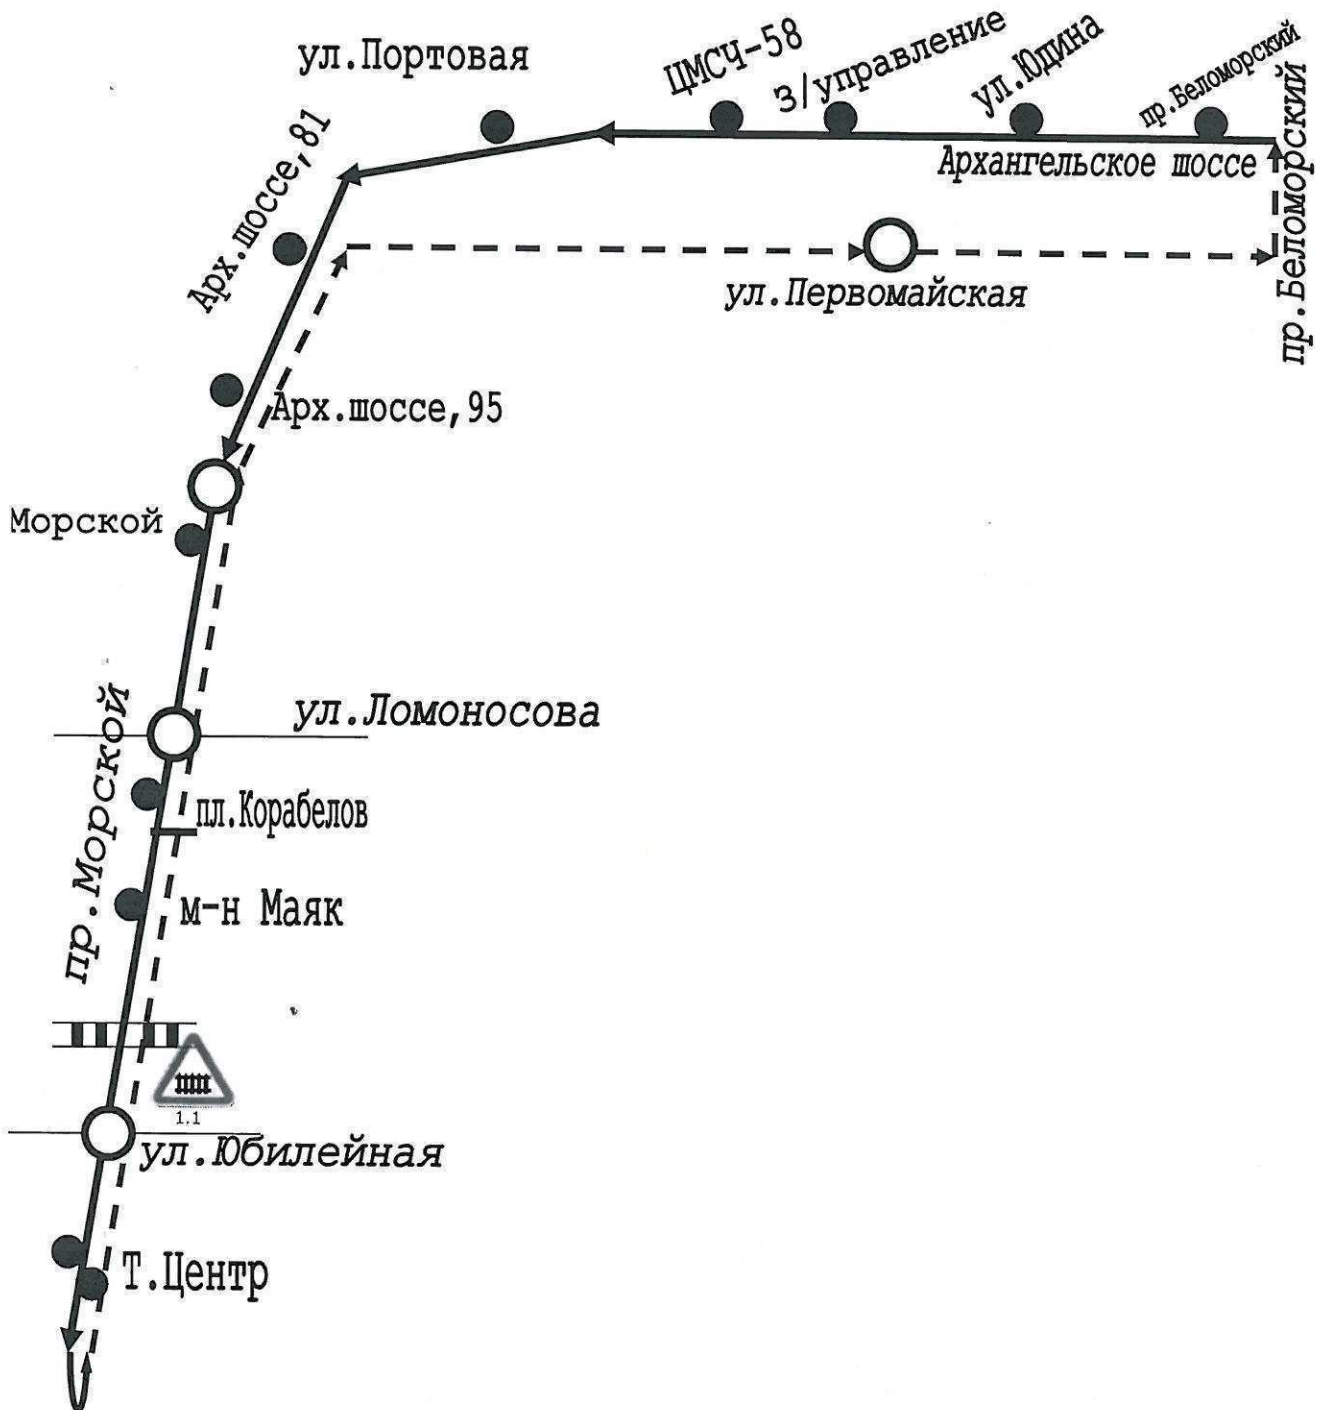 ул.Портовая
ЦМСЧ-58
З/управление
ул.Юдина
пр.Беломорский
пр.Беломорский
Архангельское шоссе
Арх.шоссе,81
ул.Первомайская
Арх.шоссе,95
Морской
ул.Ломоносова
пр.Морской
пл.Корабелов
м-н Маяк
1.1
ул.Юбилейная
Т.Центр